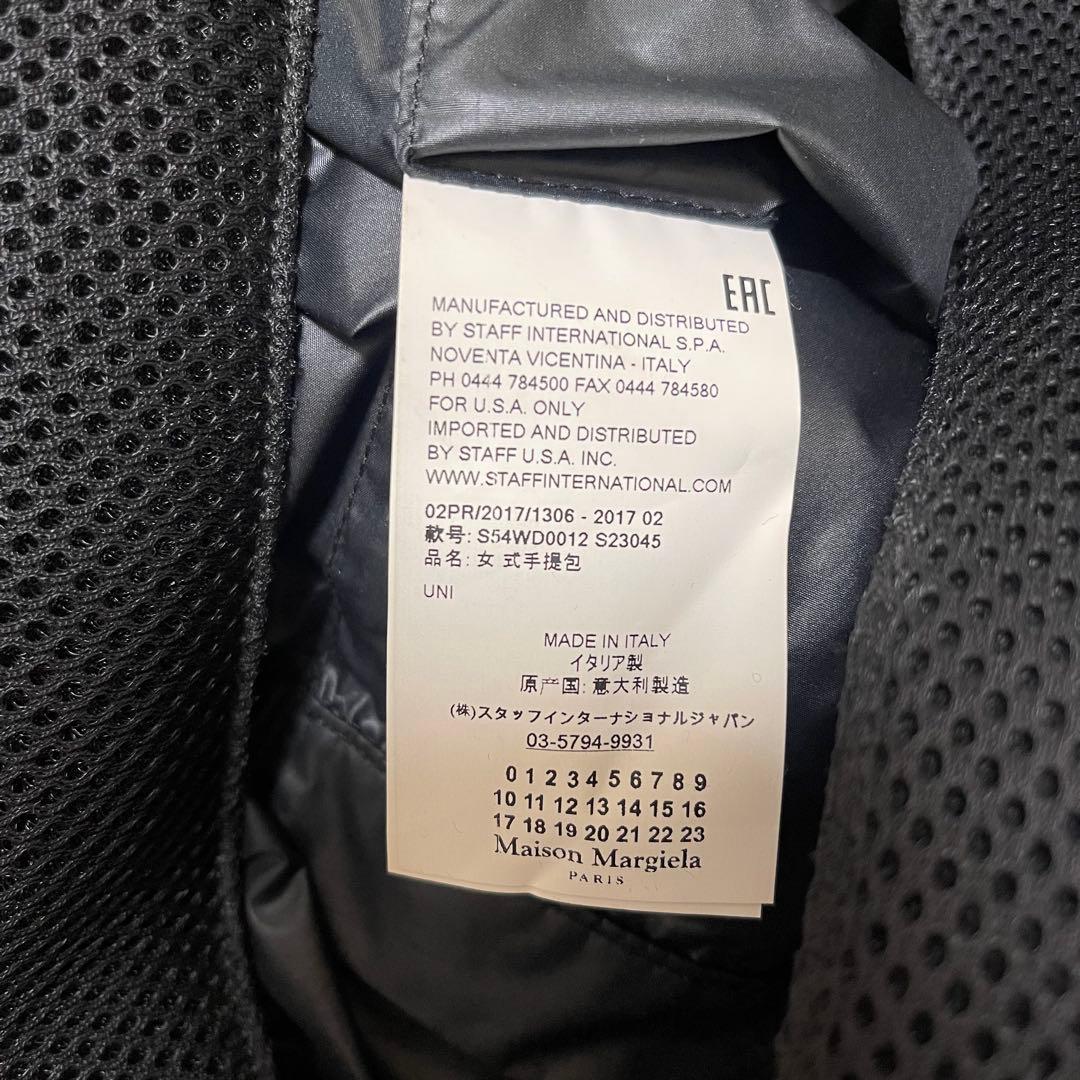 EAC
MANUFACTURED AND DISTRIBUTED
BY STAFF INTERNATIONAL S.P.A.
NOVENTA VICENTINA - ITALY
PH 0444 784500 FAX 0444 784580
FOR U.S.A. ONLY
IMPORTED AND DISTRIBUTED
BY STAFF U.S.A. INC.
WWW.STAFFINTERNATIONAL.COM
02PR/2017/1306 - 2017 02
款号: S54WD0012 S23045
品名: 女 式手提包
UNI
MADE IN ITALY
イタリア製
原产国: 意大利製造
(株)スタッフインターナショナルジャパン
03-5794-9931
0 1 2 3 4 5 6 7 8 9
10 11 12 13 14 15 16
17 18 19 20 21 22 23
Maison Margiela
PARIS